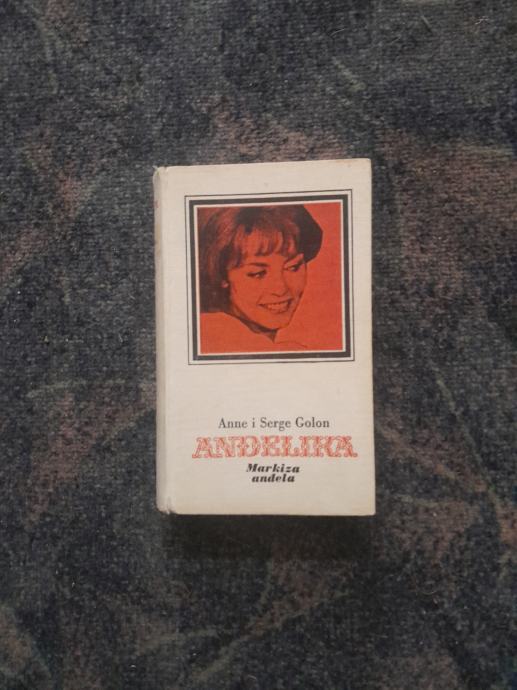 Anne i Serge Golon
ANĐELIKA
Markiza
anđela